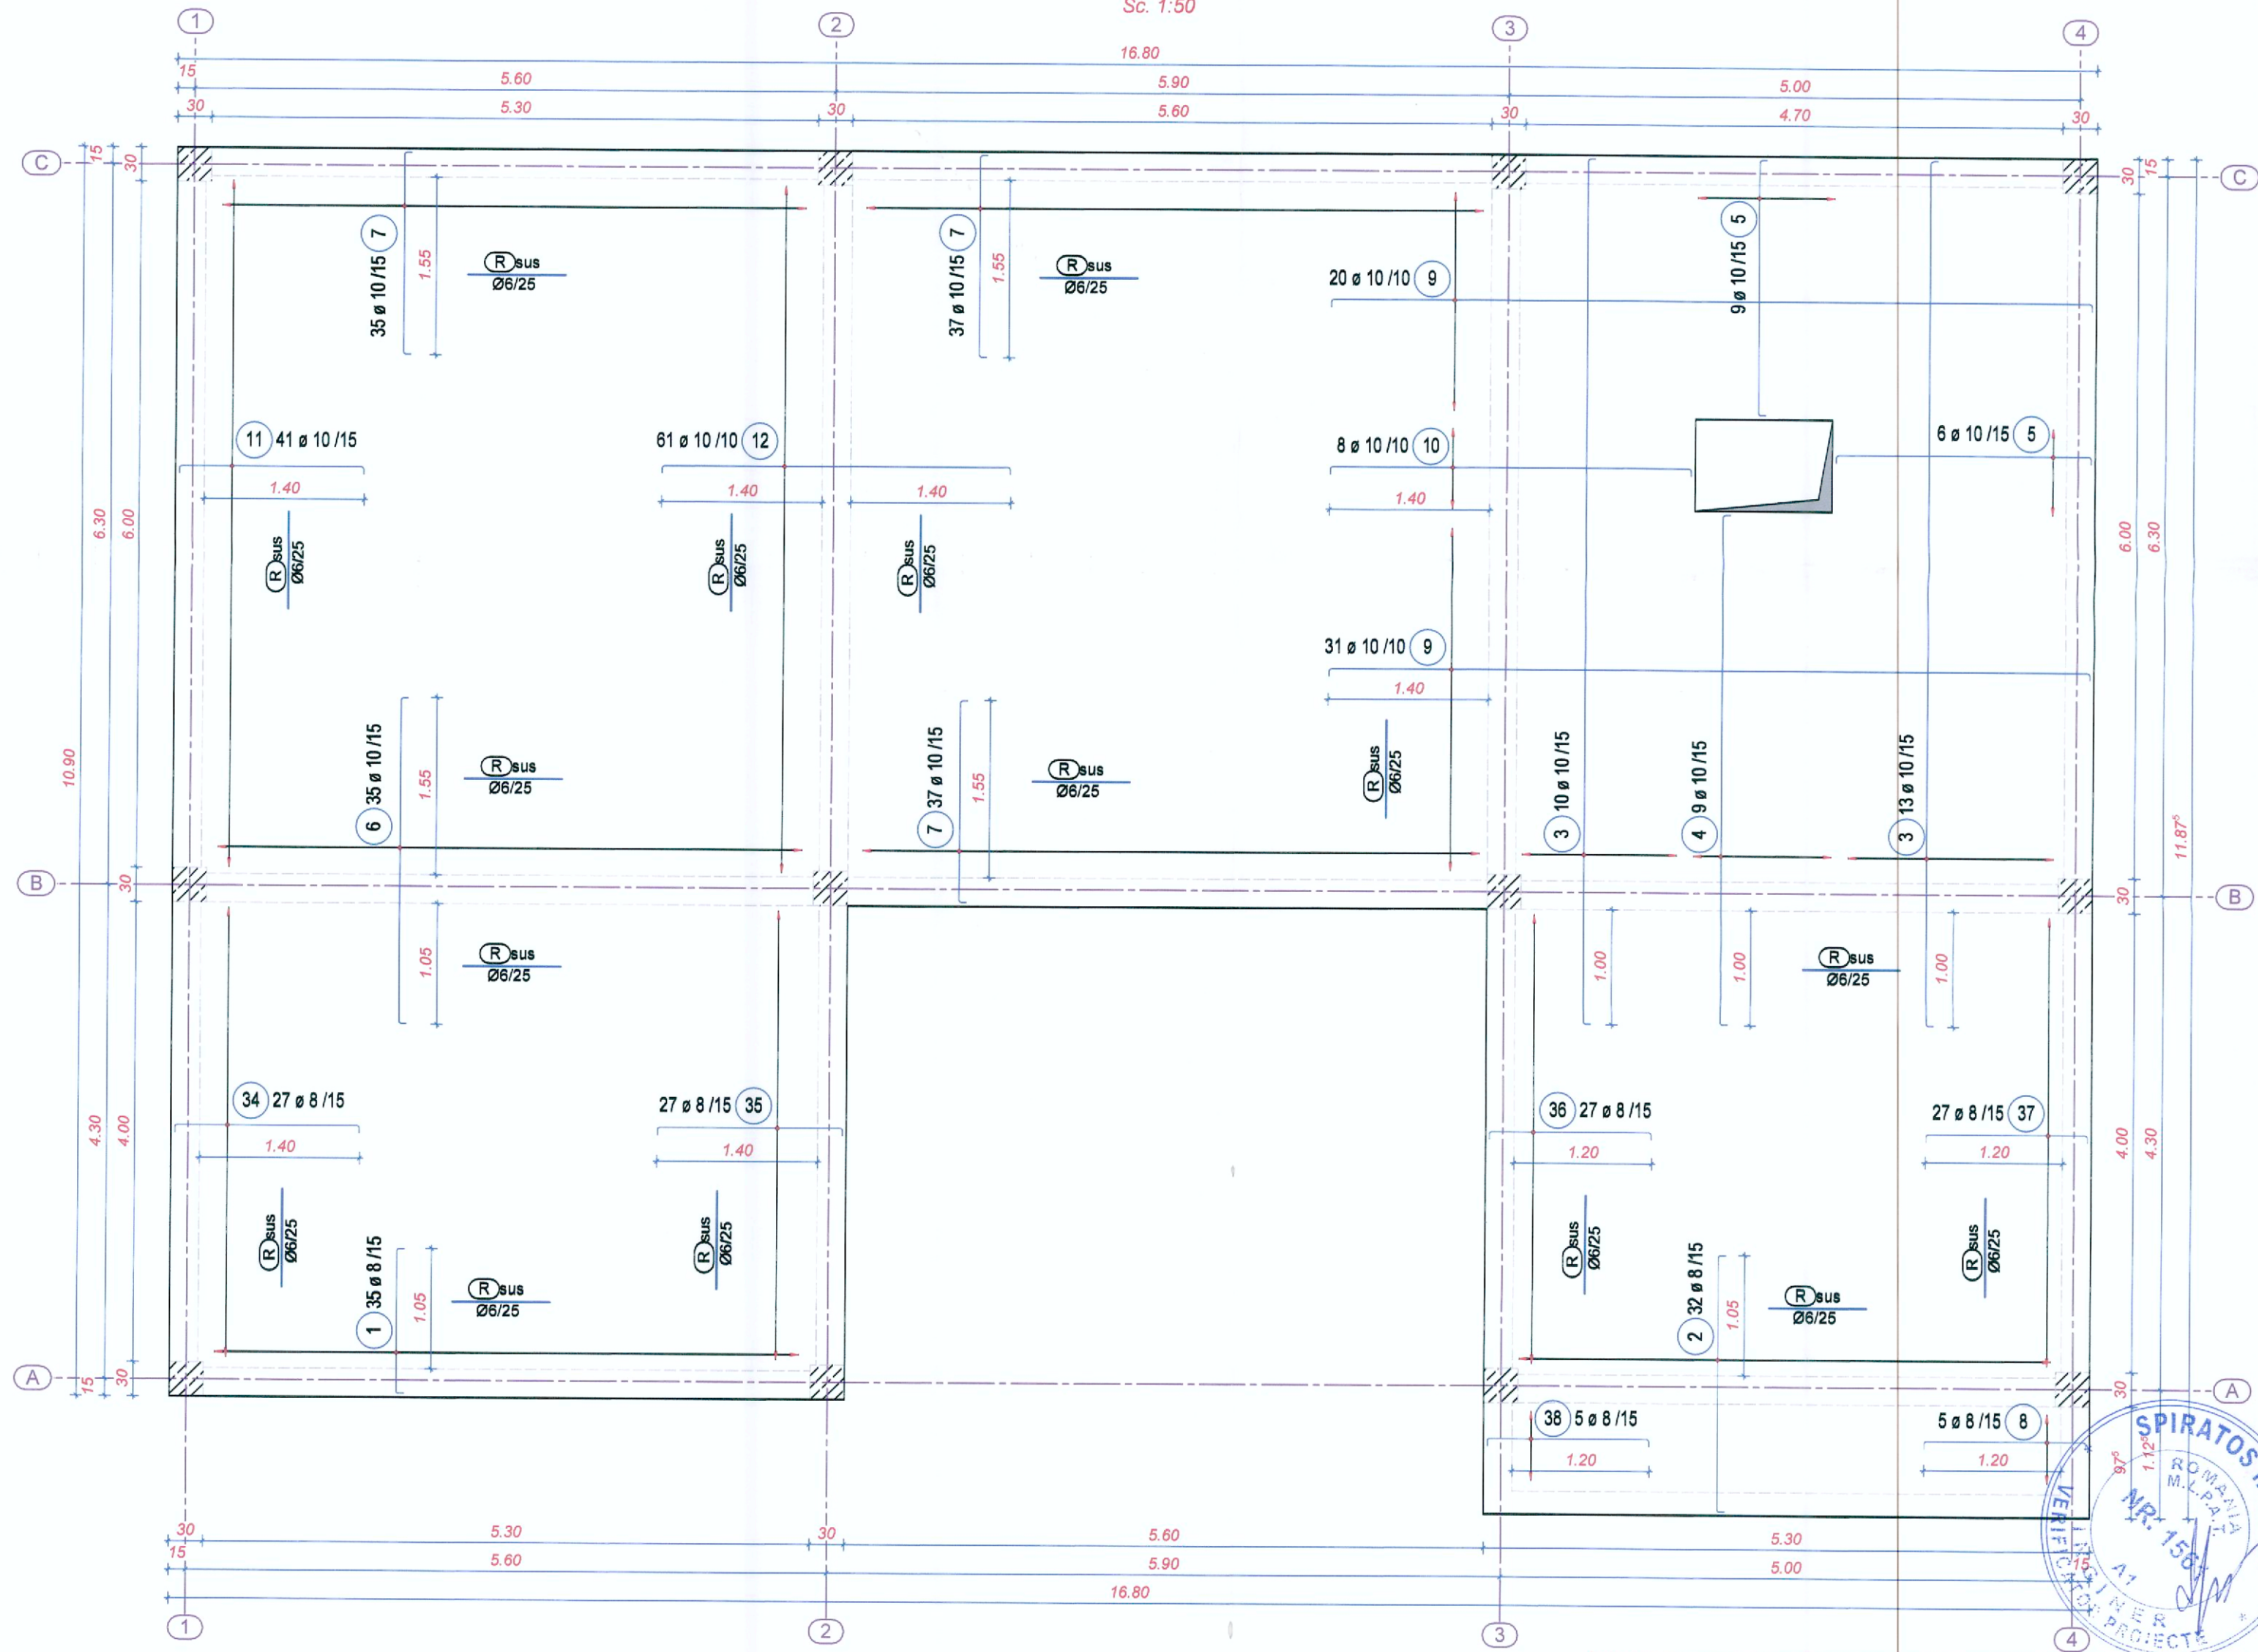 Sc. 1:50
1 2 3 4
16.80
15 5.60 5.90 5.00
30 5.30 30 5.60 30 4.70 30
C 15 30
30 15 C
35 ø 10 /15 7
1.55
R sus
Ø6/25
37 ø 10 /15 7
1.55
R sus
Ø6/25
20 ø 10 /10 9
9 ø 10 /15 5
11 41 ø 10 /15
1.40
61 ø 10 /10 12
1.40 1.40
8 ø 10 /10 10
1.40
6 ø 10 /15 5
6.30 6.00
R sus
Ø6/25
R sus
Ø6/25
R sus
Ø6/25
6.00 6.30
31 ø 10 /10 9
1.40
10.90
6 35 ø 10 /15
1.55
R sus
Ø6/25
7 37 ø 10 /15
1.55
R sus
Ø6/25
R sus
Ø6/25
3 10 ø 10 /15
4 9 ø 10 /15
3 13 ø 10 /15
11.87⁵
B 30
30 B
1.05
R sus
Ø6/25
1.00
1.00
R sus
Ø6/25
1.00
34 27 ø 8 /15
1.40
27 ø 8 /15 35
1.40
36 27 ø 8 /15
1.20
27 ø 8 /15 37
1.20
4.30 4.00
4.00 4.30
R sus
Ø6/25
R sus
Ø6/25
R sus
Ø6/25
R sus
Ø6/25
1 35 ø 8 /15
1.05
R sus
Ø6/25
2 32 ø 8 /15
1.05
R sus
Ø6/25
A 15 30
30 A
38 5 ø 8 /15
1.20
5 ø 8 /15 8
1.20
97⁵ 1.12⁵
SPIRATOS
ROMANIA
M.L.P.A.T.
NR. 156
A1
INGINER
VERIFICATOR PROIECTE
30 5.30 30 5.60 5.30
15 5.60 5.90 5.00 15
16.80
1 2 3 4